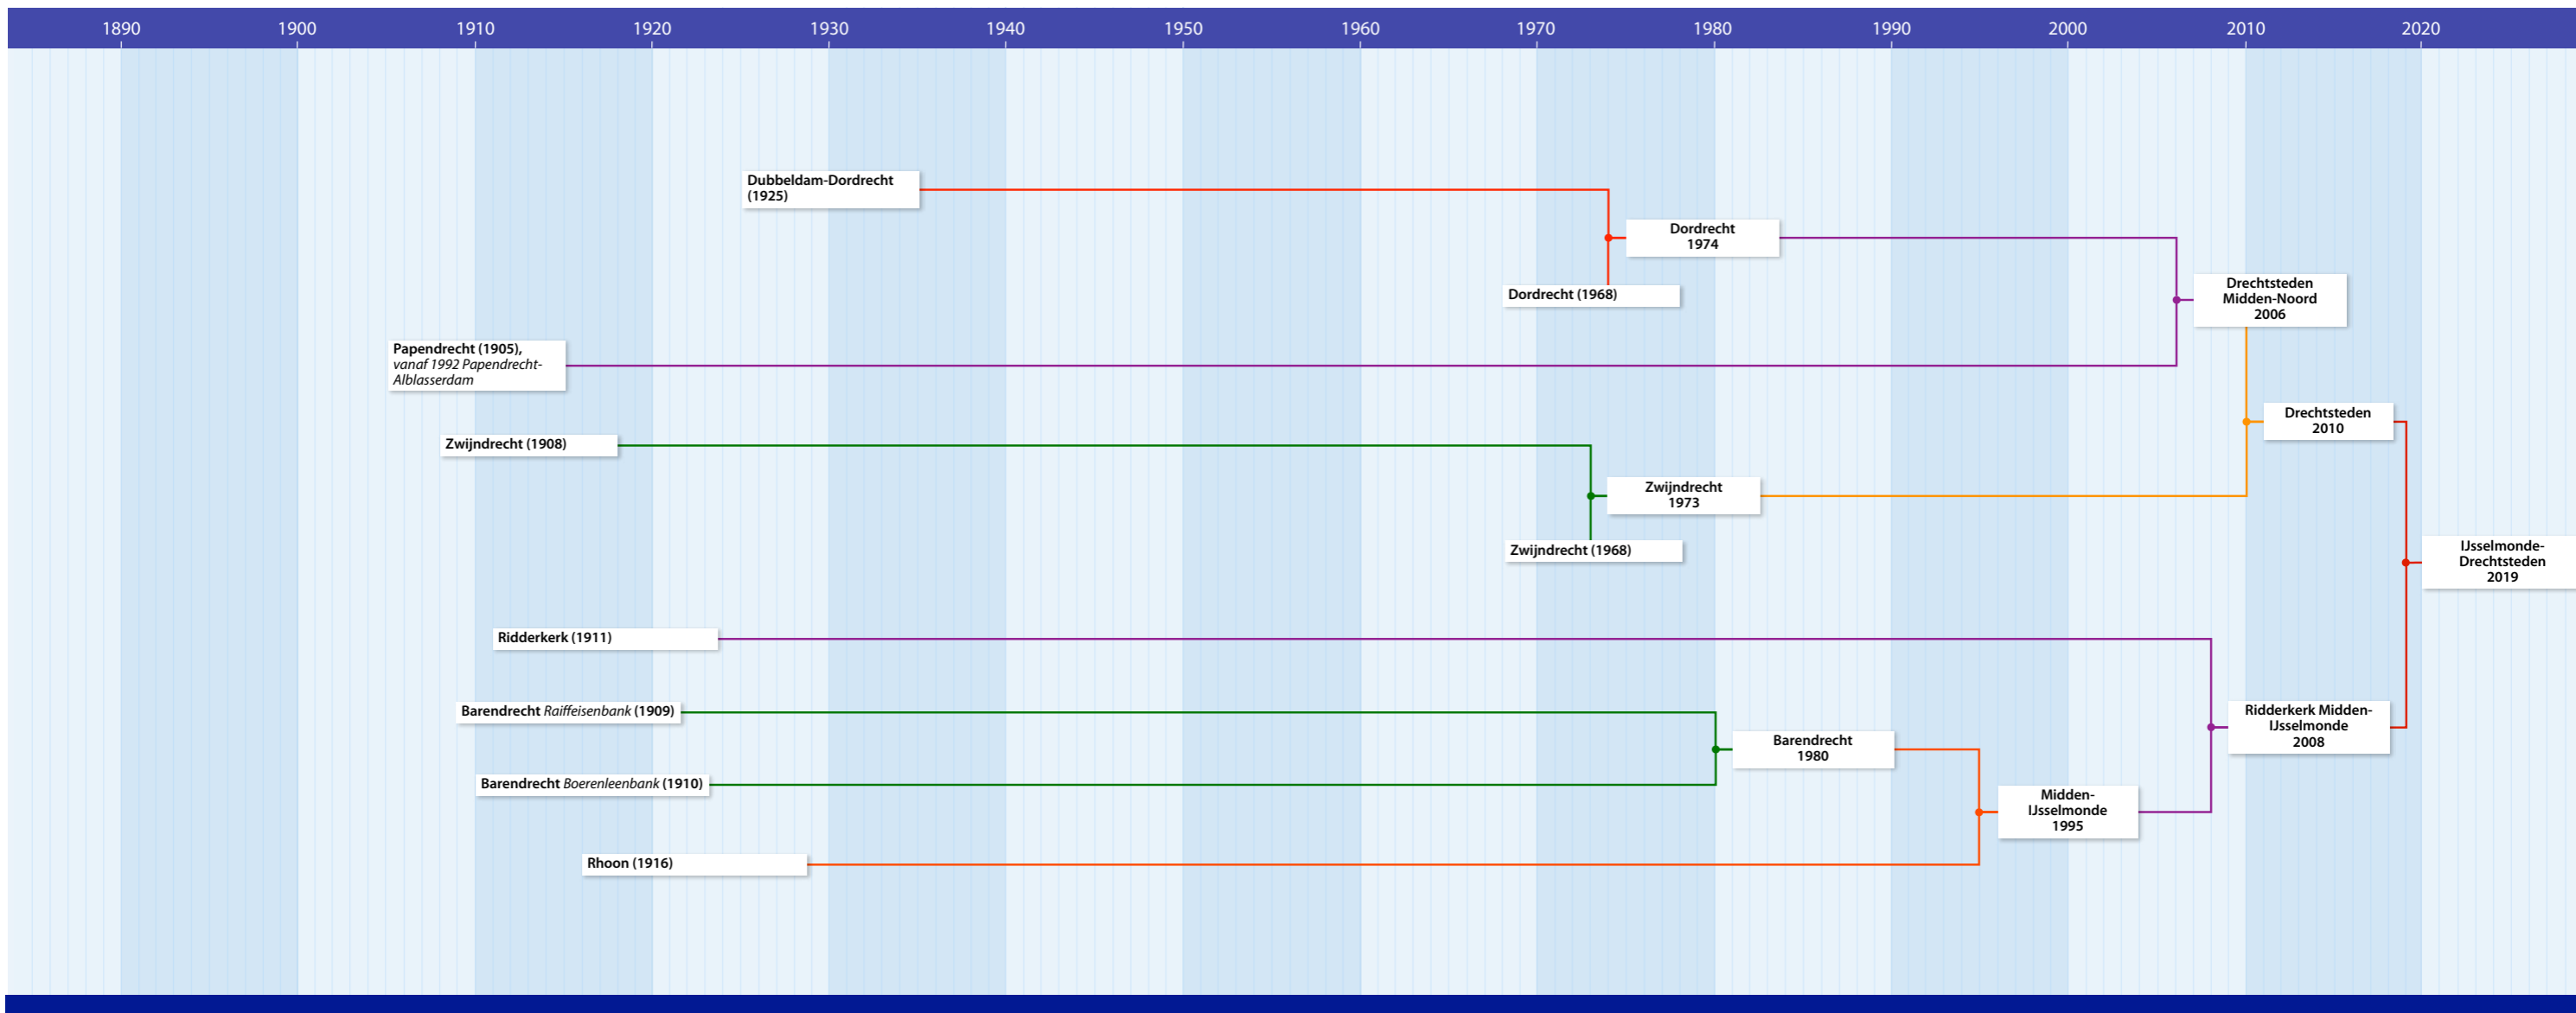 1890 1900 1910 1920 1930 1940 1950 1960 1970 1980 1990 2000 2010 2020
Dubbeldam-Dordrecht
(1925)
Dordrecht
1974
Dordrecht (1968)
Drechtsteden
Midden-Noord
2006
Papendrecht (1905),
vanaf 1992 Papendrecht-
Alblasserdam
Drechtsteden
2010
Zwijndrecht (1908)
Zwijndrecht
1973
Zwijndrecht (1968)
IJsselmonde-
Drechtsteden
2019
Ridderkerk (1911)
Barendrecht Raiffeisenbank (1909)
Ridderkerk Midden-
IJsselmonde
2008
Barendrecht
1980
Barendrecht Boerenleenbank (1910)
Midden-
IJsselmonde
1995
Rhoon (1916)